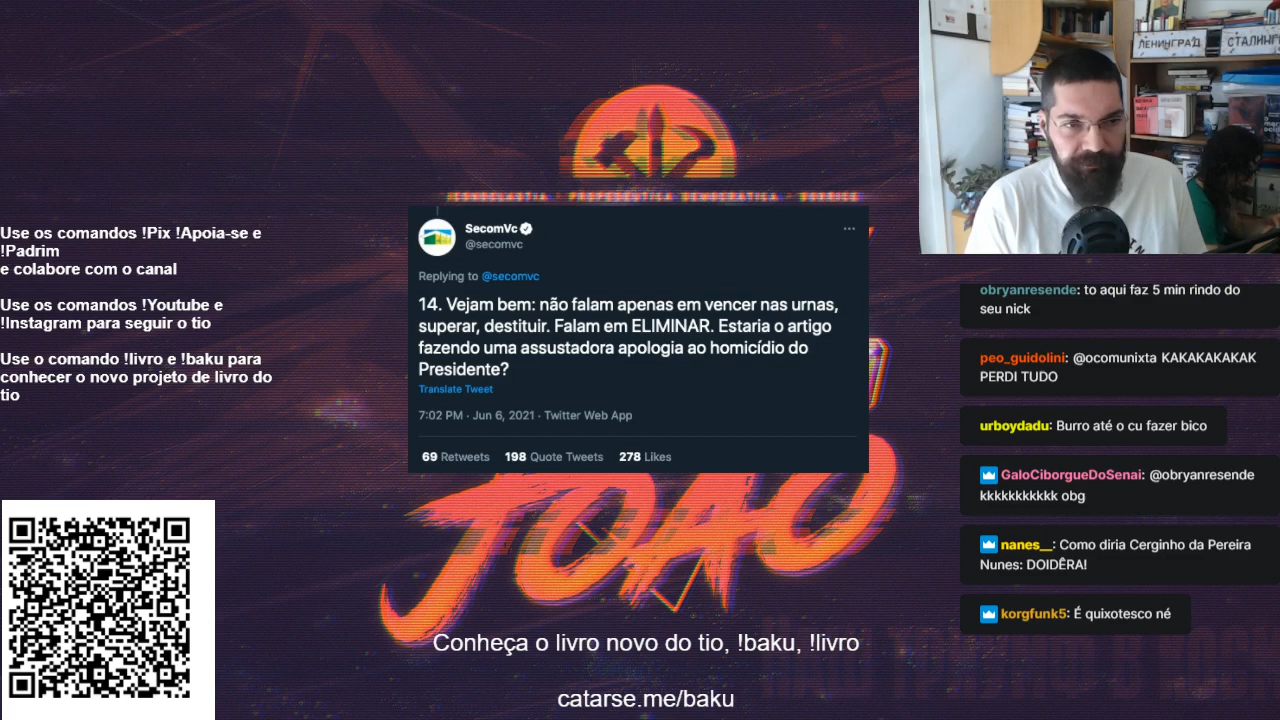 Use os comandos !Pix !Apoia-se e
!Padrim
e colabore com o canal
Use os comandos !Youtube e
!Instagram para seguir o tio
Use o comando !livro e !baku para
conhecer o novo projeto de livro do
tio
SecomVc
@secomvc
Replying to @secomvc
14. Vejam bem: não falam apenas em vencer nas urnas,
superar, destituir. Falam em ELIMINAR. Estaria o artigo
fazendo uma assustadora apologia ao homicídio do
Presidente?
Translate Tweet
7:02 PM · Jun 6, 2021 · Twitter Web App
69 Retweets 198 Quote Tweets 278 Likes
JOAO
Conheça o livro novo do tio, !baku, !livro
catarse.me/baku
ЛЕНИНГРАД
СТАЛИНГ
obryanresende: to aqui faz 5 min rindo do
seu nick
peo_guidolini: @ocomunixta KAKAKAKAKAK
PERDI TUDO
urboydadu: Burro até o cu fazer bico
GaloCiborgueDoSenai: @obryanresende
kkkkkkkkkkk obg
nanes__: Como diria Cerginho da Pereira
Nunes: DOIDÊRA!
korgfunk5: É quixotesco né